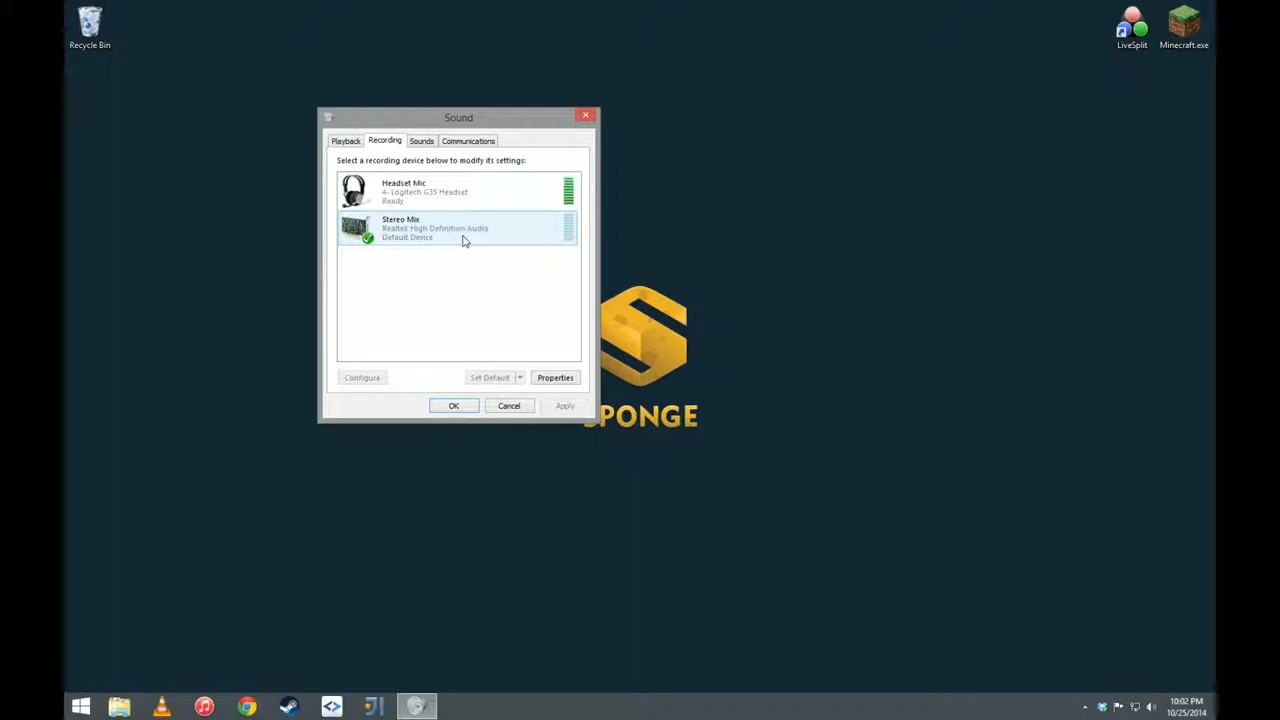 Recycle Bin
LiveSplit
Minecraft.exe
Sound
Playback
Recording
Sounds
Communications
Select a recording device below to modify its settings:
Headset Mic
4- Logitech G35 Headset
Ready
Stereo Mix
Realtek High Definition Audio
Default Device
Configure
Set Default
Properties
OK
Cancel
Apply
SPONGE
10:02 PM
10/25/2014